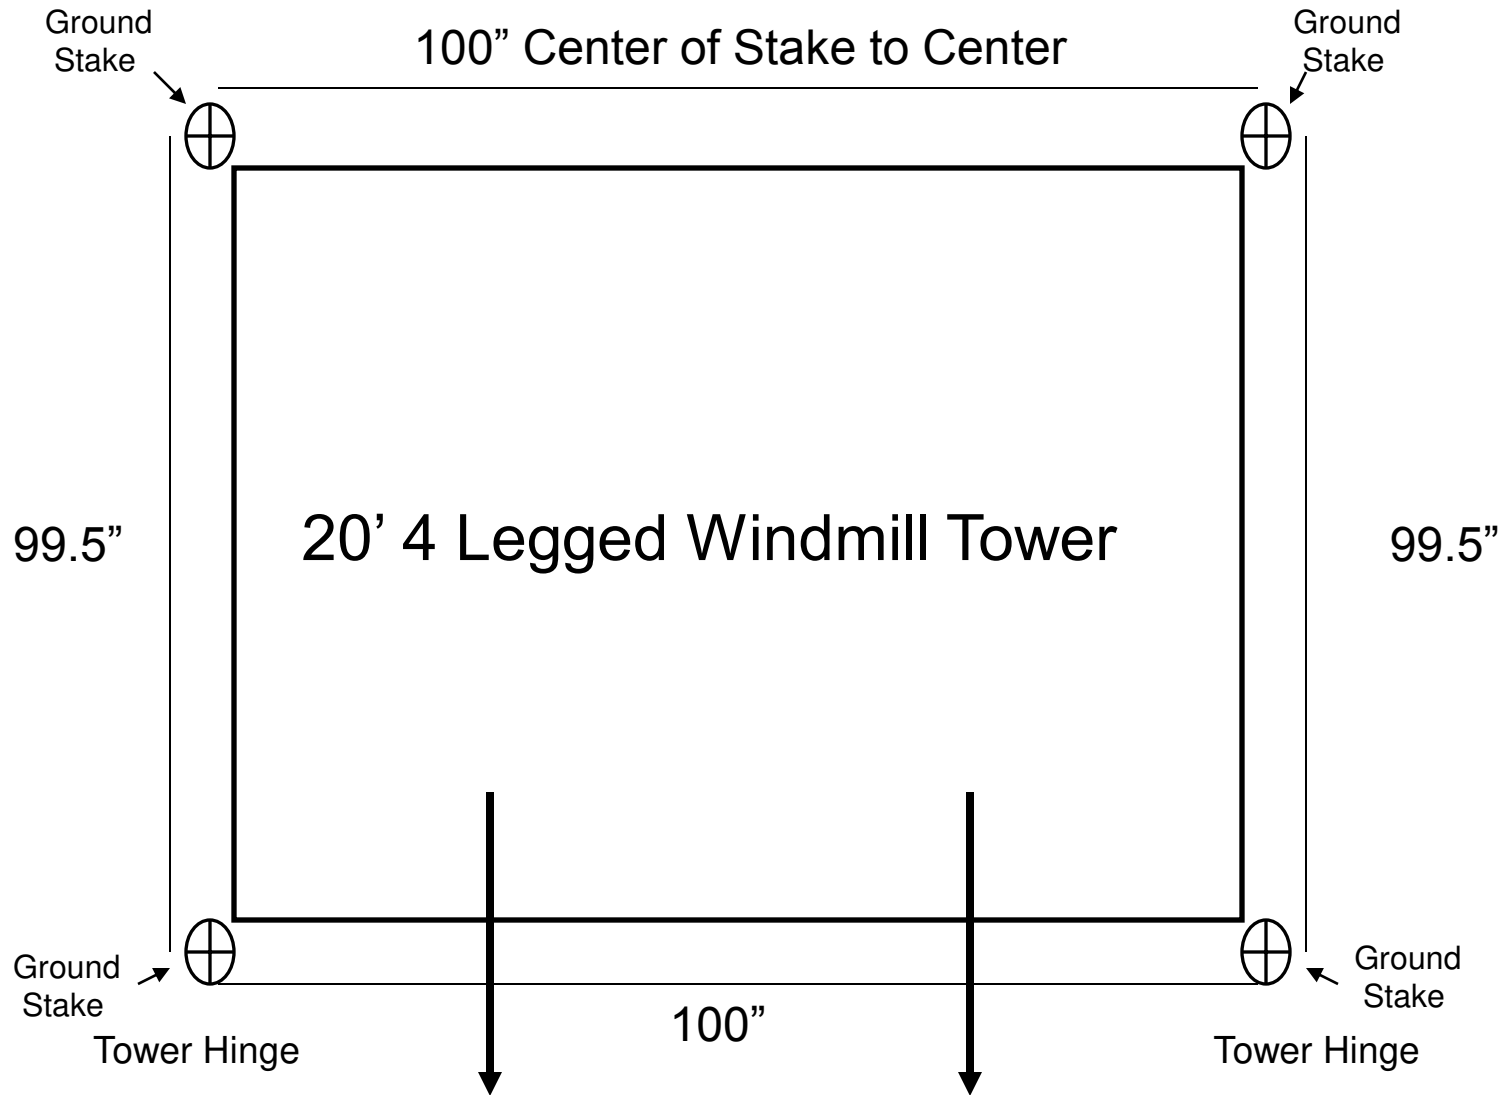 Ground
Stake
100” Center of Stake to Center
Ground
Stake
99.5”
20’ 4 Legged Windmill Tower
99.5”
Ground
Stake
Tower Hinge
100”
Ground
Stake
Tower Hinge